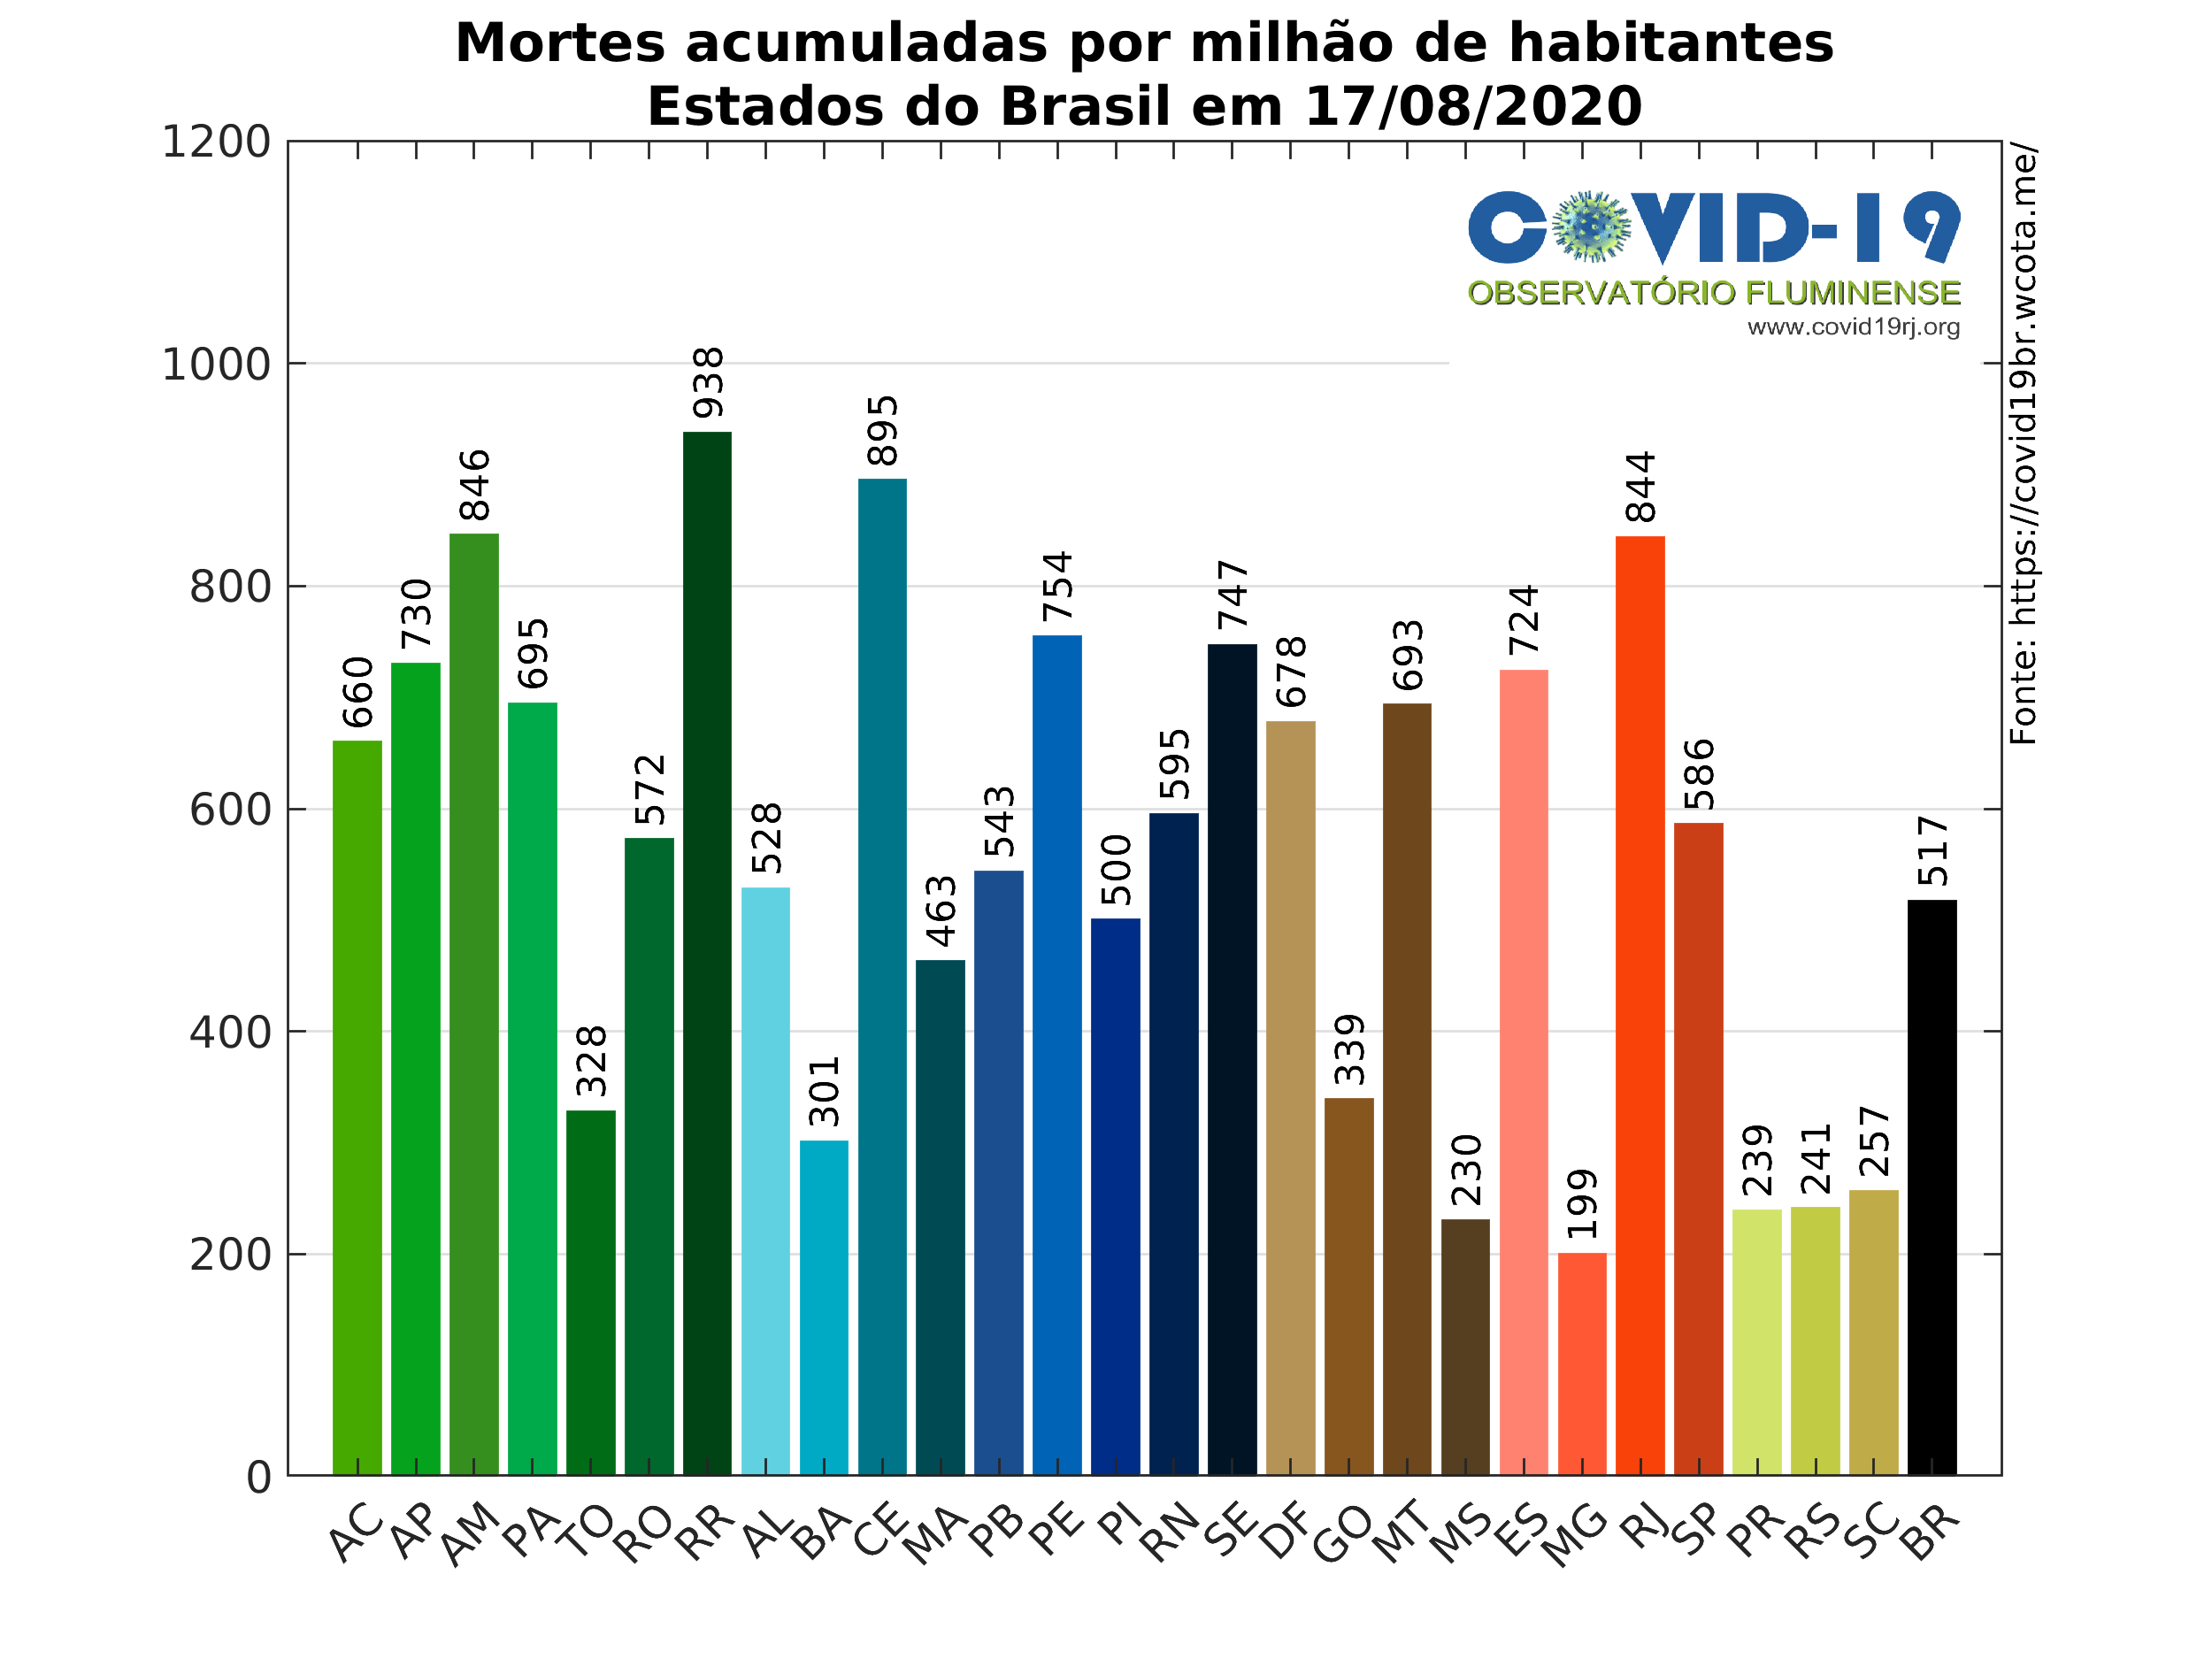 Mortes acumuladas por milhão de habitantes
Estados do Brasil em 17/08/2020
1200
1000
800
600
400
200
0
COVID-19
OBSERVATÓRIO FLUMINENSE
www.covid19rj.org
Fonte: https://covid19br.wcota.me/
660
730
846
695
328
572
938
528
301
895
463
543
754
500
595
747
678
339
693
230
724
199
844
586
239
241
257
517
AC
AP
AM
PA
TO
RO
RR
AL
BA
CE
MA
PB
PE
PI
RN
SE
DF
GO
MT
MS
ES
MG
RJ
SP
PR
RS
SC
BR